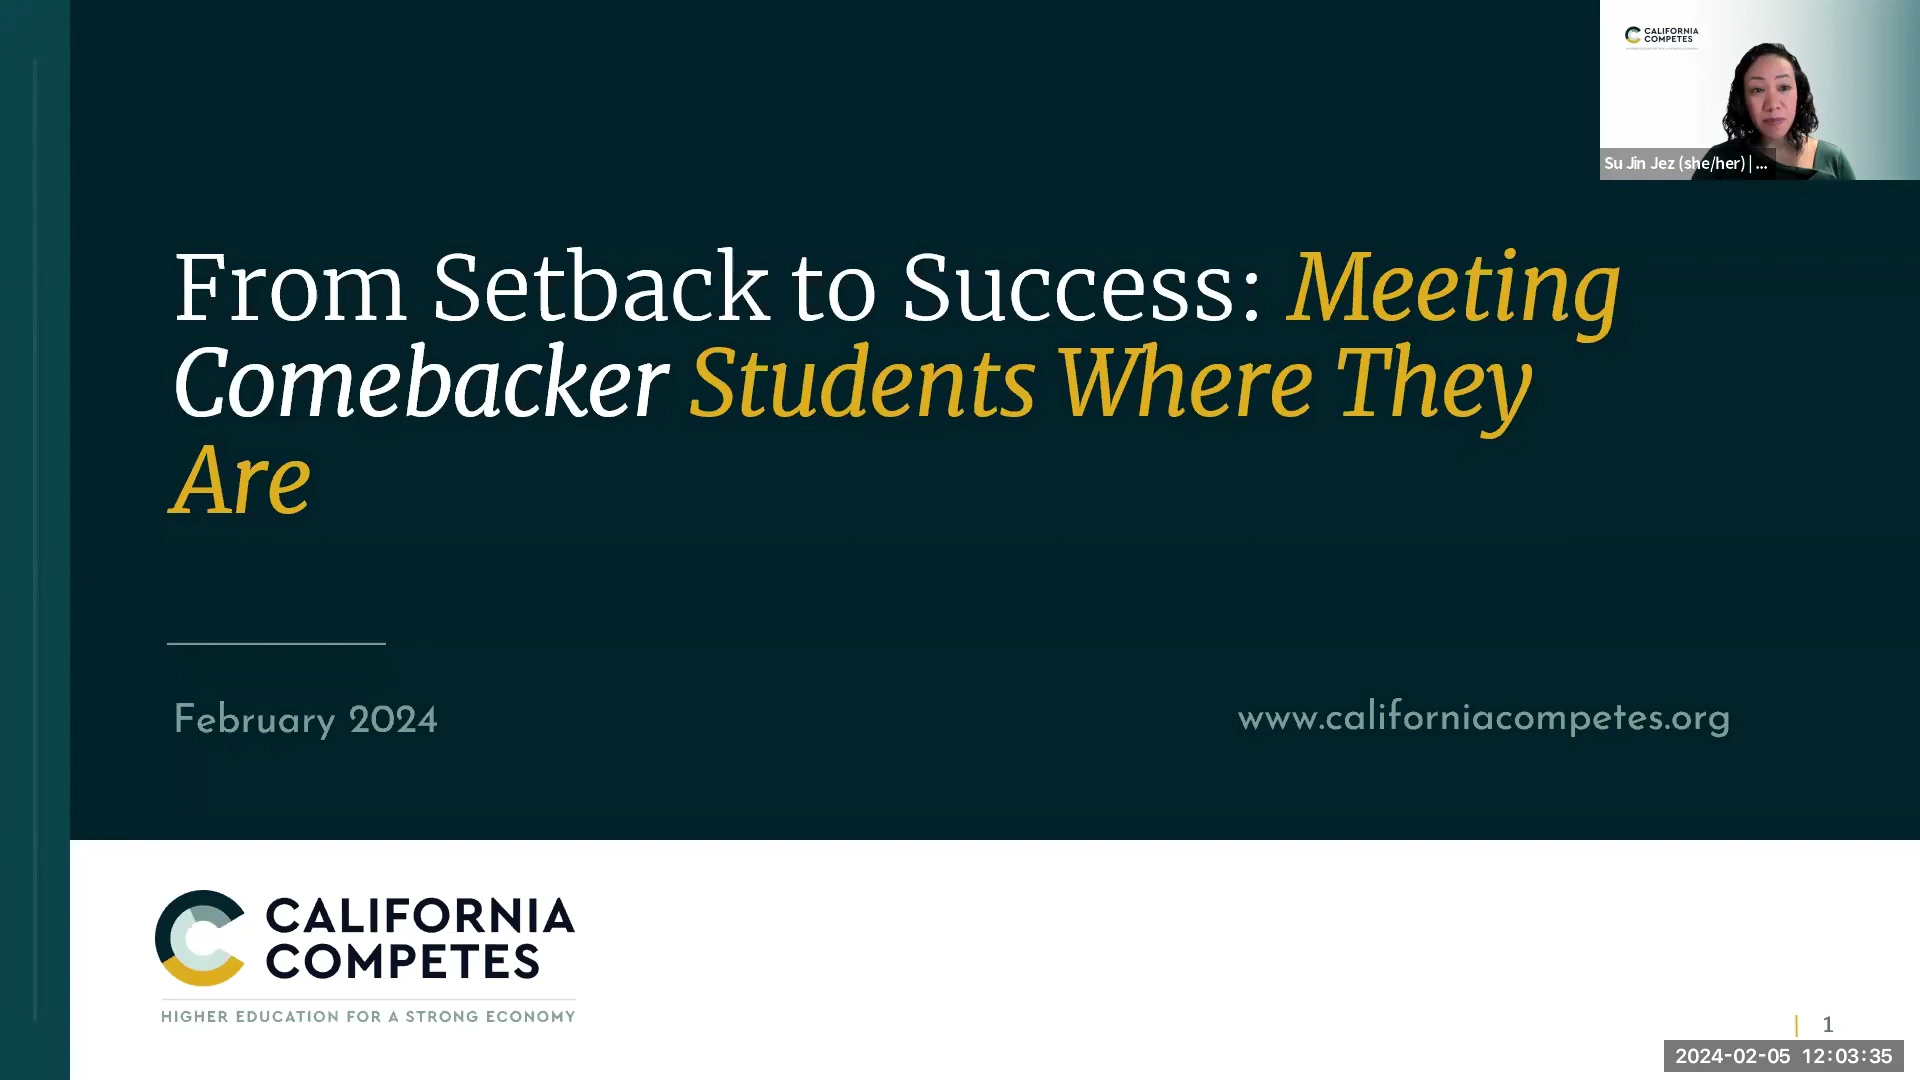 CALIFORNIA
COMPETES
Su Jin Jez (she/her) | ...
From Setback to Success: Meeting
Comebacker Students Where They
Are
February 2024
www.californiacompetes.org
CALIFORNIA
COMPETES
HIGHER EDUCATION FOR A STRONG ECONOMY
| 1
2024-02-05 12:03:35